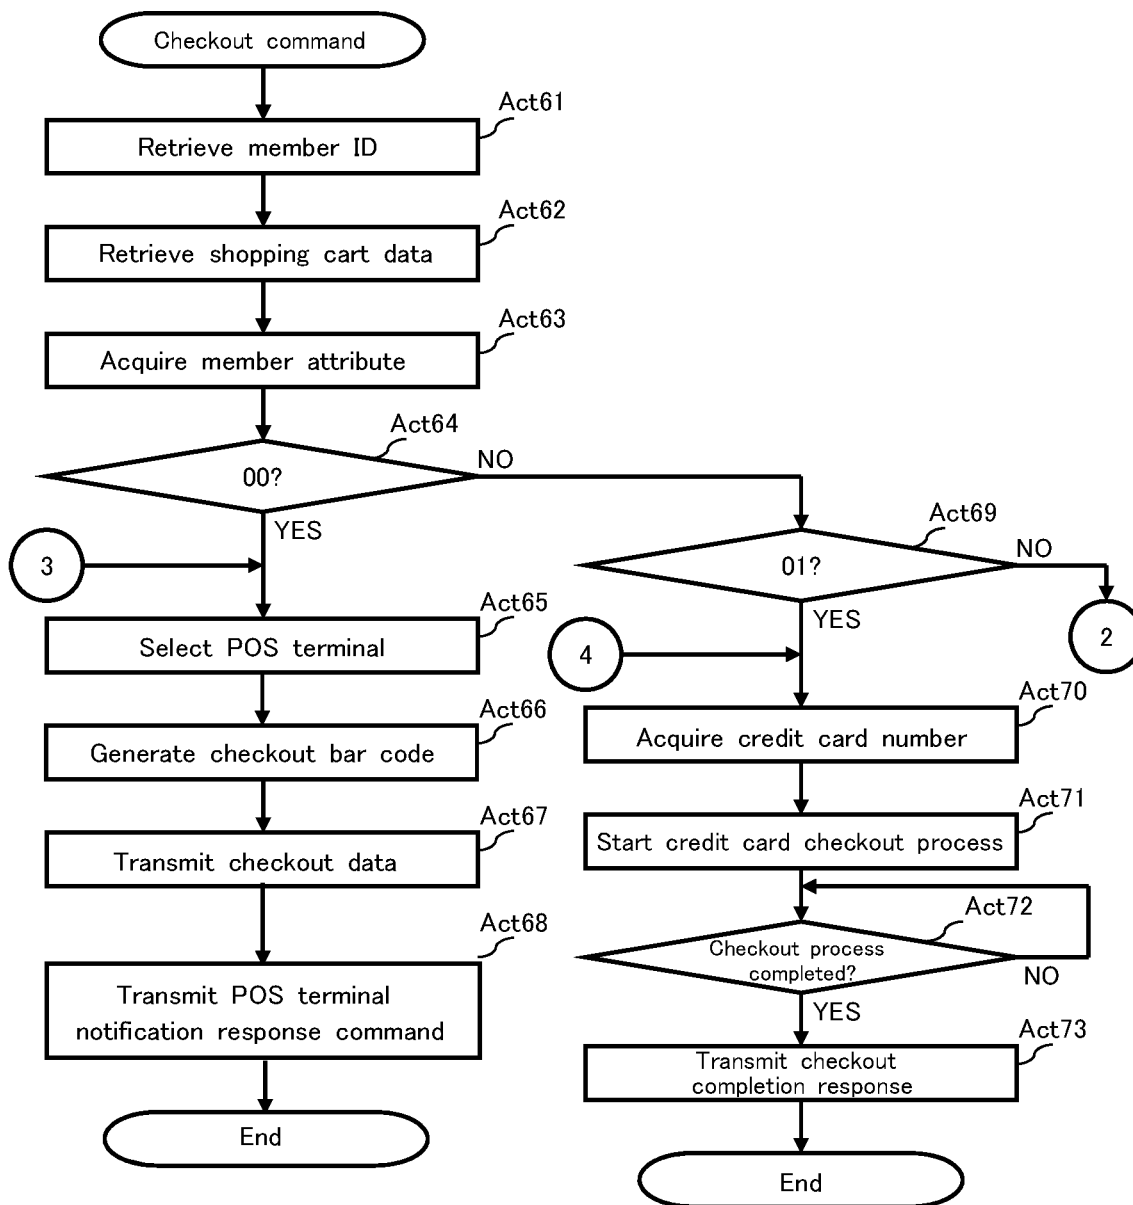 Checkout command
Act61
Retrieve member ID
Act62
Retrieve shopping cart data
Act63
Acquire member attribute
Act64
00?
NO
YES
3
Act65
Select POS terminal
Act66
Generate checkout bar code
Act67
Transmit checkout data
Act68
Transmit POS terminal
notification response command
End
Act69
01?
NO
2
YES
4
Act70
Acquire credit card number
Act71
Start credit card checkout process
Act72
Checkout process
completed?
NO
YES
Act73
Transmit checkout
completion response
End